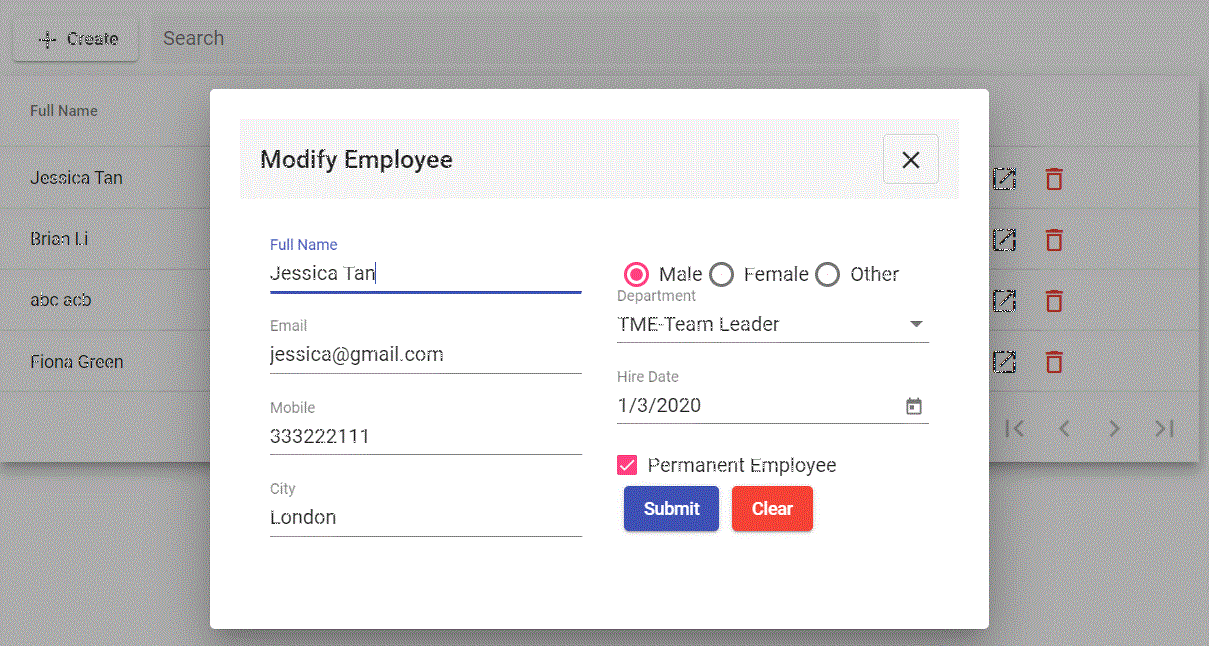 Create
Search
Full Name
Jessica Tan
Brian Li
abc acb
Fiona Green
Modify Employee
Full Name
Jessica Tan
Email
jessica@gmail.com
Mobile
333222111
City
London
Male Female Other
Department
TME-Team Leader
Hire Date
1/3/2020
Permanent Employee
Submit Clear